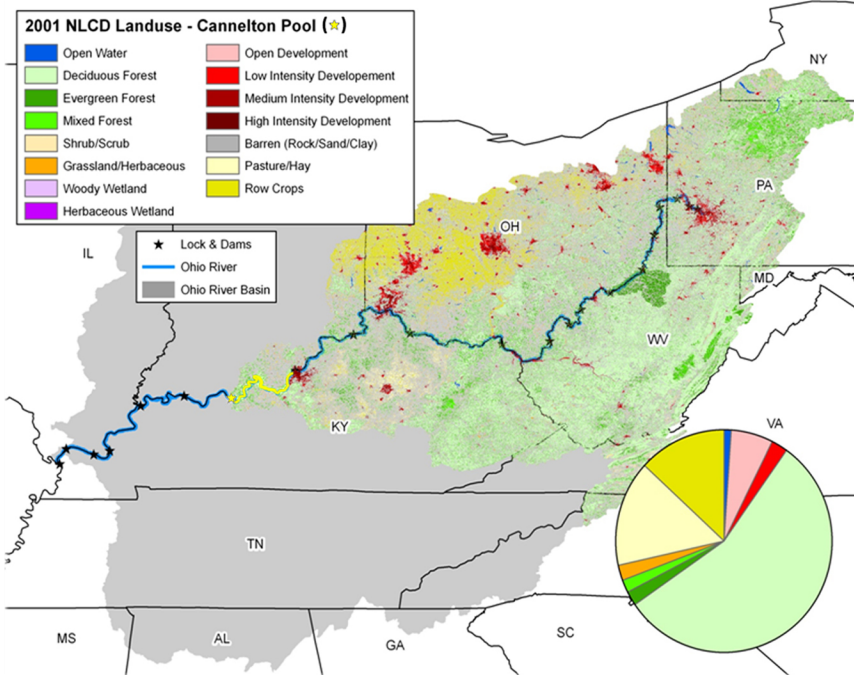 2001 NLCD Landuse - Cannelton Pool (☆)
Open Water
Deciduous Forest
Evergreen Forest
Mixed Forest
Shrub/Scrub
Grassland/Herbaceous
Woody Wetland
Herbaceous Wetland
Open Development
Low Intensity Developement
Medium Intensity Development
High Intensity Development
Barren (Rock/Sand/Clay)
Pasture/Hay
Row Crops
Lock & Dams
Ohio River
Ohio River Basin
NY
PA
OH
IL
MD
WV
KY
VA
TN
MS
AL
GA
SC